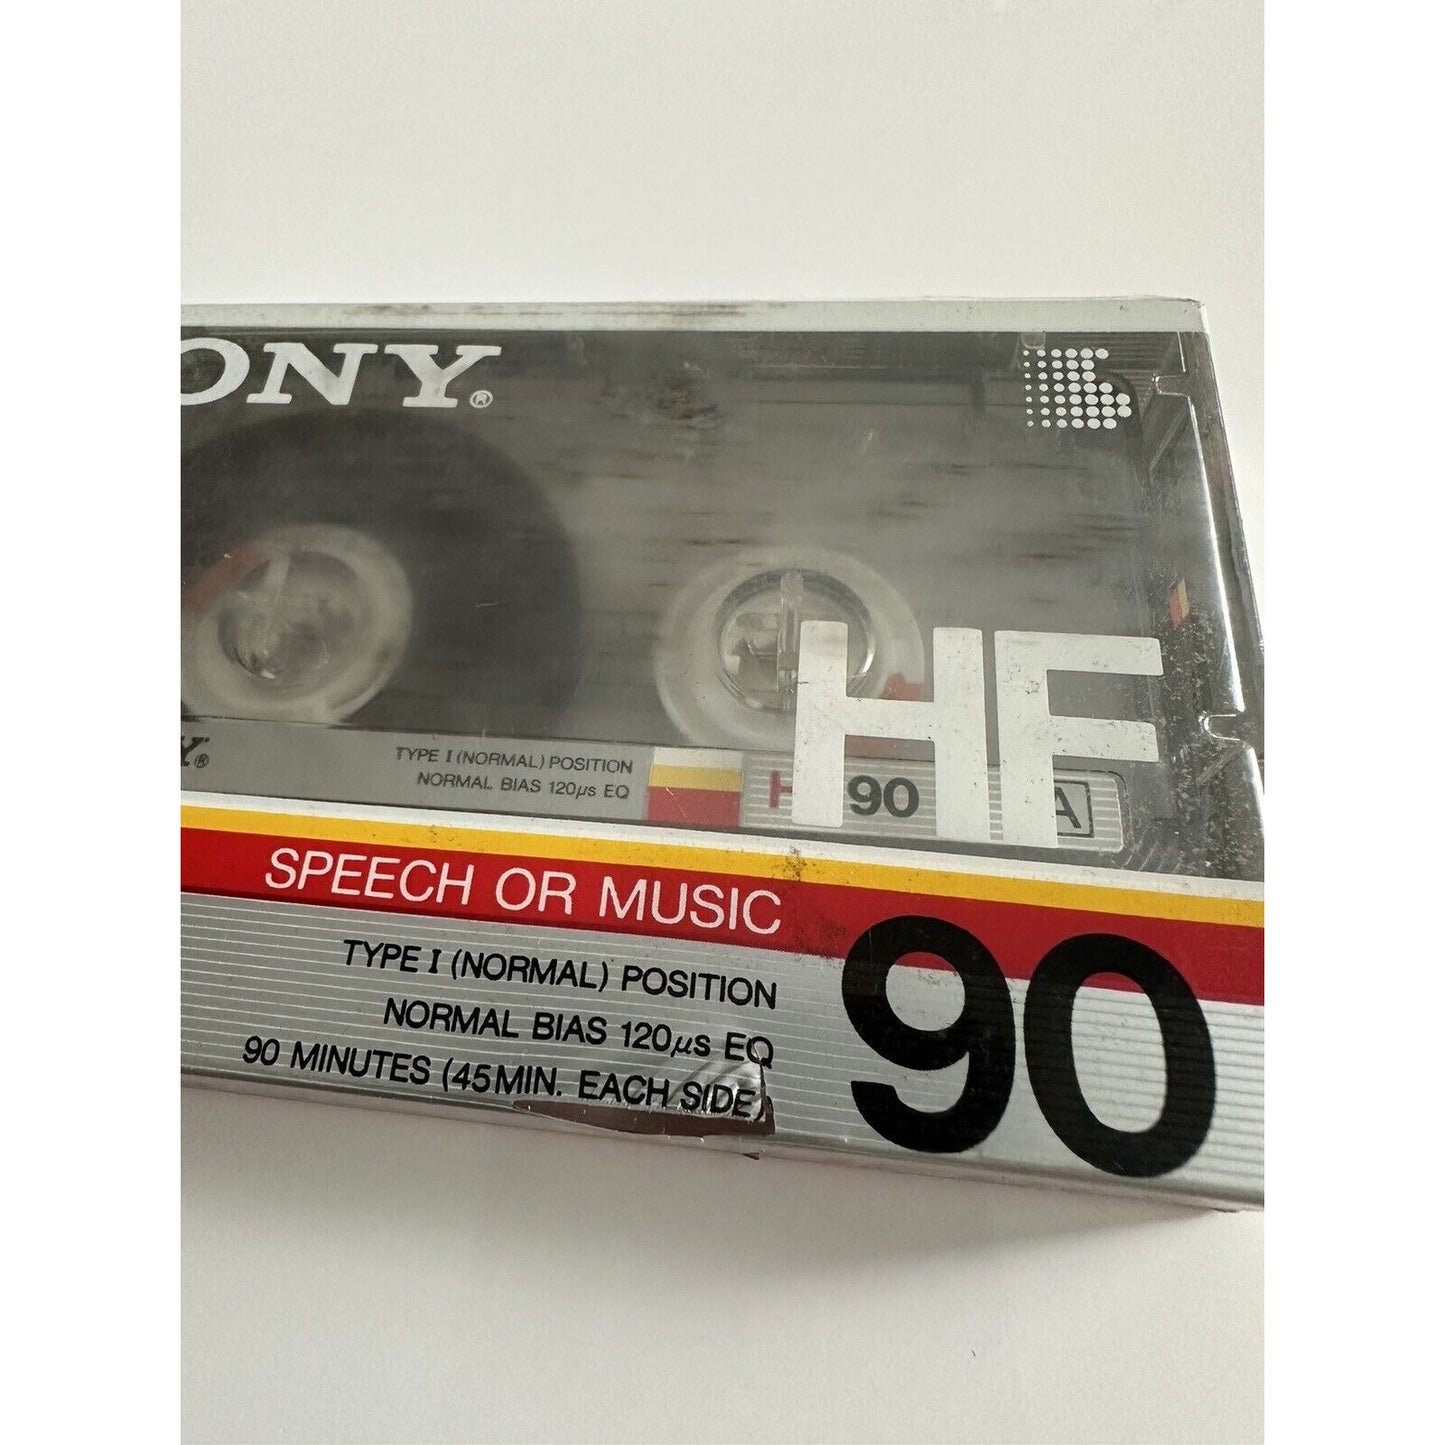 ONY®
HF
Y®
TYPE I (NORMAL) POSITION
NORMAL BIAS 120μs EQ
H 90 A
SPEECH OR MUSIC
90
TYPE I (NORMAL) POSITION
NORMAL BIAS 120μs EQ
90 MINUTES (45MIN. EACH SIDE)